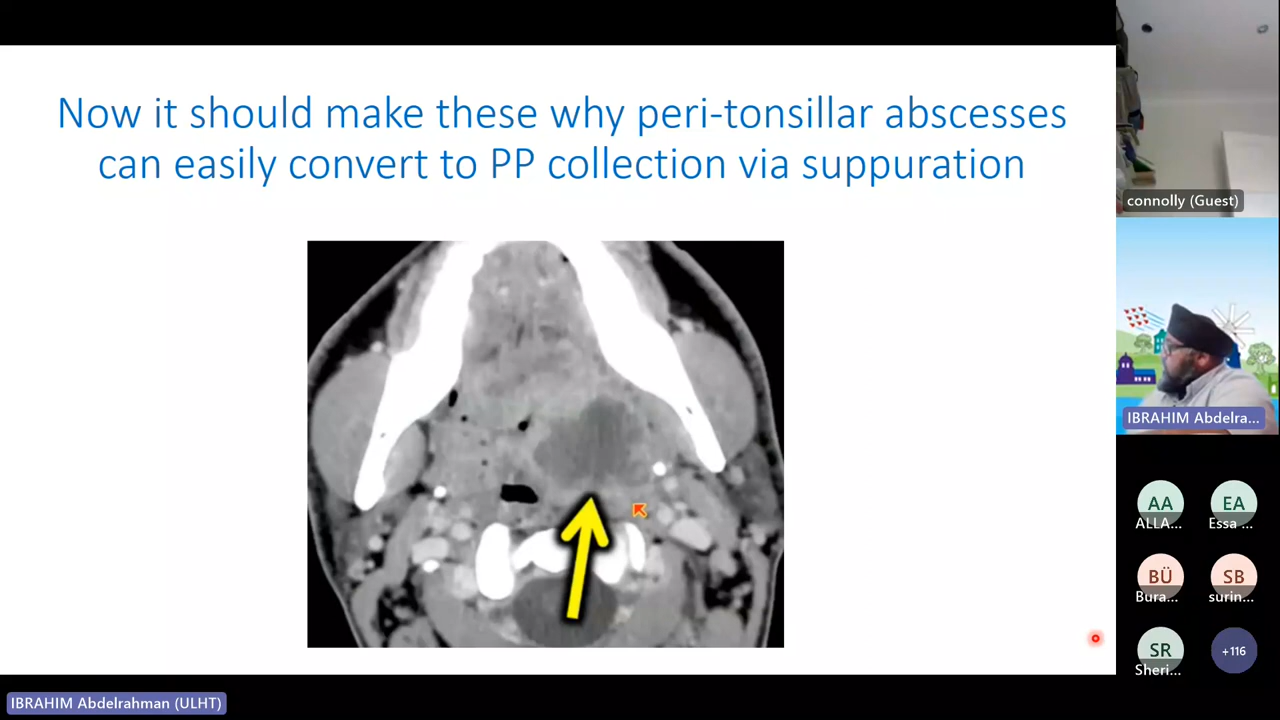 Now it should make these why peri-tonsillar abscesses
can easily convert to PP collection via suppuration
connolly (Guest)
IBRAHIM Abdelra...
AA
EA
ALLA...
Essa ...
BÜ
SB
Bura...
surin...
SR
+116
Sheri...
IBRAHIM Abdelrahman (ULHT)